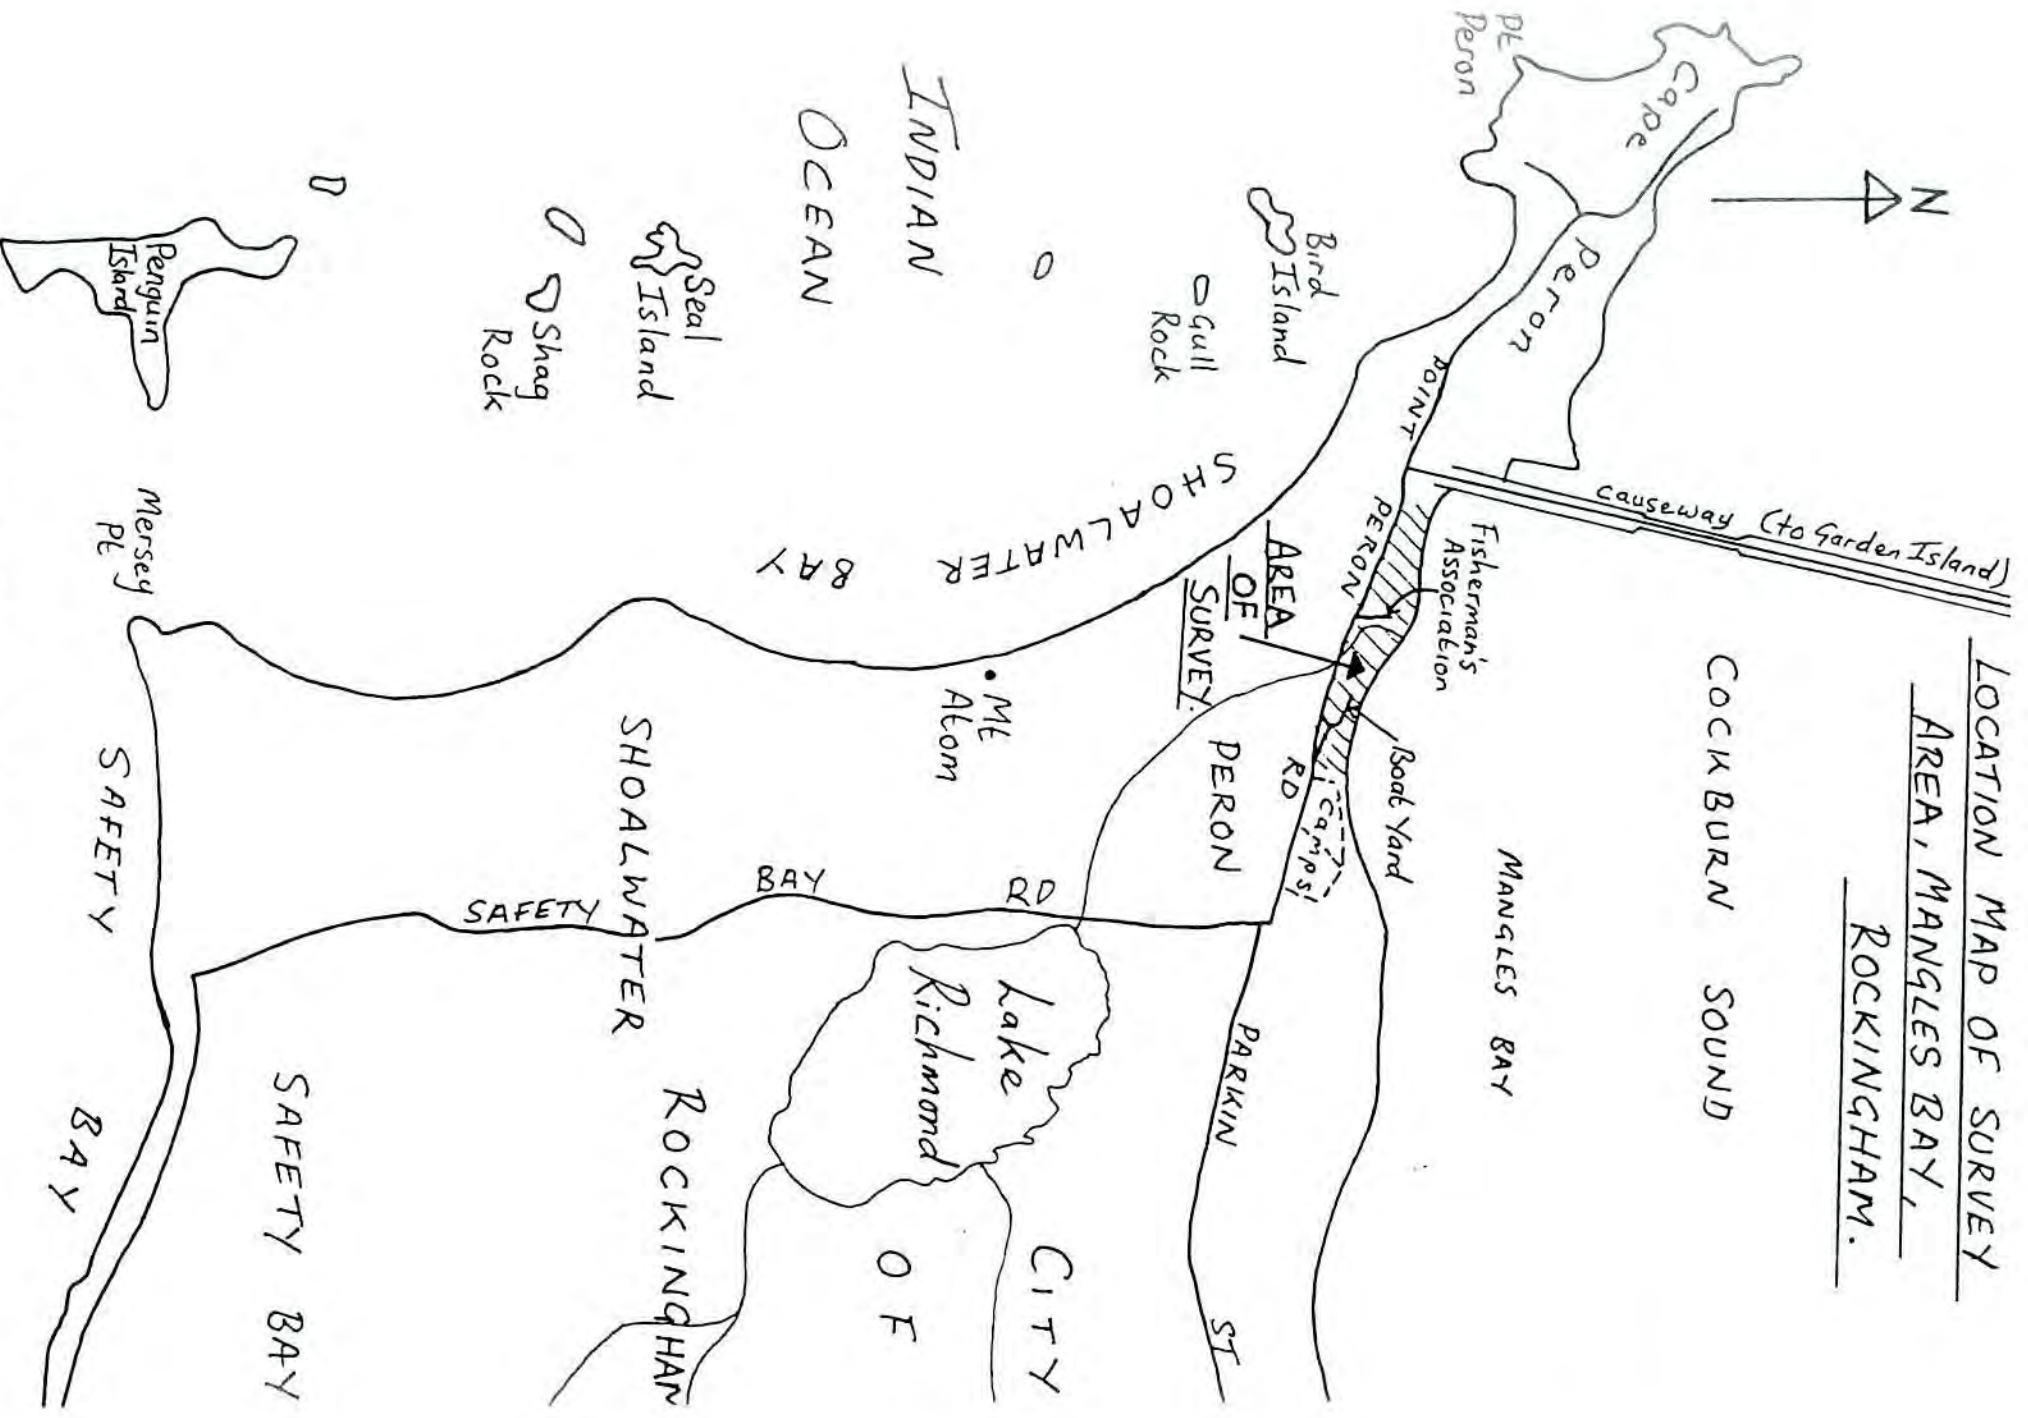 LOCATION MAP OF SURVEY
AREA, MANGLES BAY,
ROCKINGHAM.
N
COCKBURN SOUND
Causeway (to Garden Island)
Pt
Peron
Cape
Peron
MANGLES BAY
Fisherman's
Association
Boat Yard
Camps
POINT PERON RD
AREA
OF
SURVEY.
Bird
Island
Gull
Rock
PERON
PARKIN ST
INDIAN
OCEAN
SHOALWATER
BAY
Mt
Atom
Lake
Richmond
CITY
OF
ROCKINGHAM
Seal
Island
Shag
Rock
SHOALWATER
SAFETY BAY RD
Penguin
Island
Mersey
Pt
SAFETY BAY
SAFETY
BAY